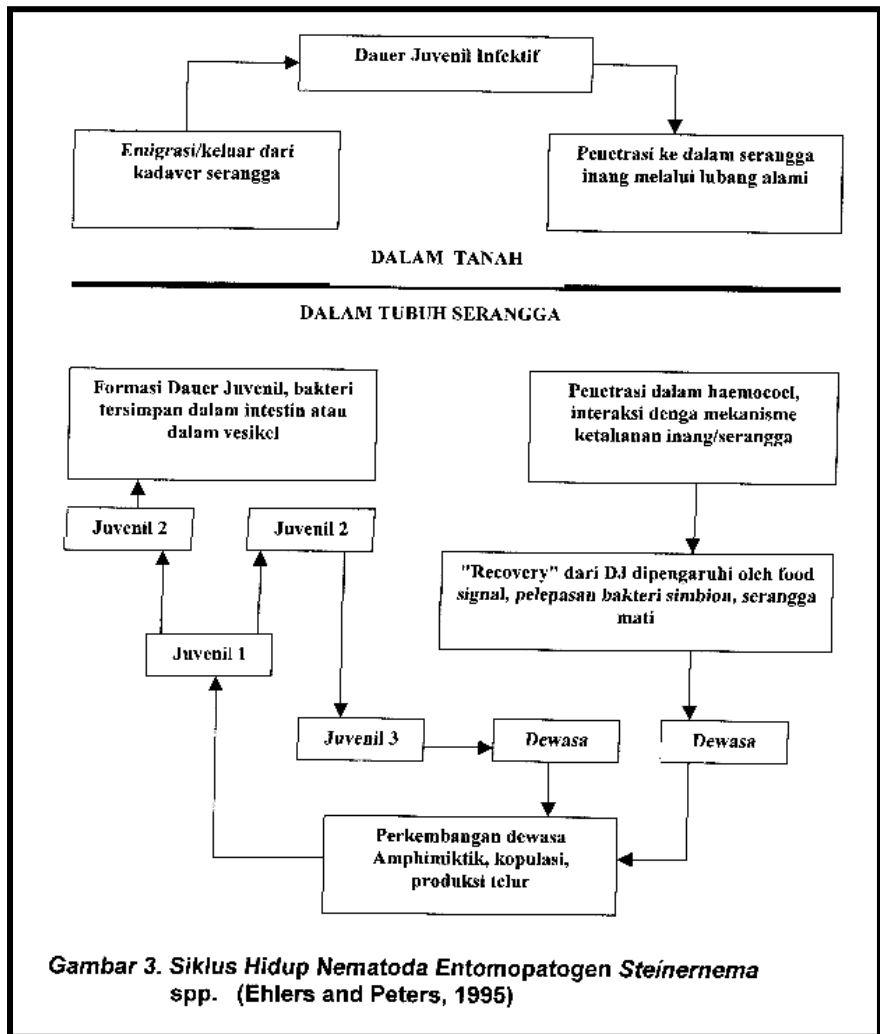 Dauer Juvenil Infektif
Emigrasi/keluar dari
kadaver serangga
Penetrasi ke dalam serangga
inang melalui lubang alami
DALAM TANAH
DALAM TUBUH SERANGGA
Formasi Dauer Juvenil, bakteri
tersimpan dalam intestin atau
dalam vesikel
Penetrasi dalam haemocoel,
interaksi denga mekanisme
ketahanan inang/serangga
Juvenil 2
Juvenil 2
"Recovery" dari DJ dipengaruhi oleh food
signal, pelepasan bakteri simbion, serangga
mati
Juvenil 1
Juvenil 3
Dewasa
Dewasa
Perkembangan dewasa
Amphimiktik, kopulasi,
produksi telur
Gambar 3. Siklus Hidup Nematoda Entomopatogen Steinernema
spp. (Ehlers and Peters, 1995)